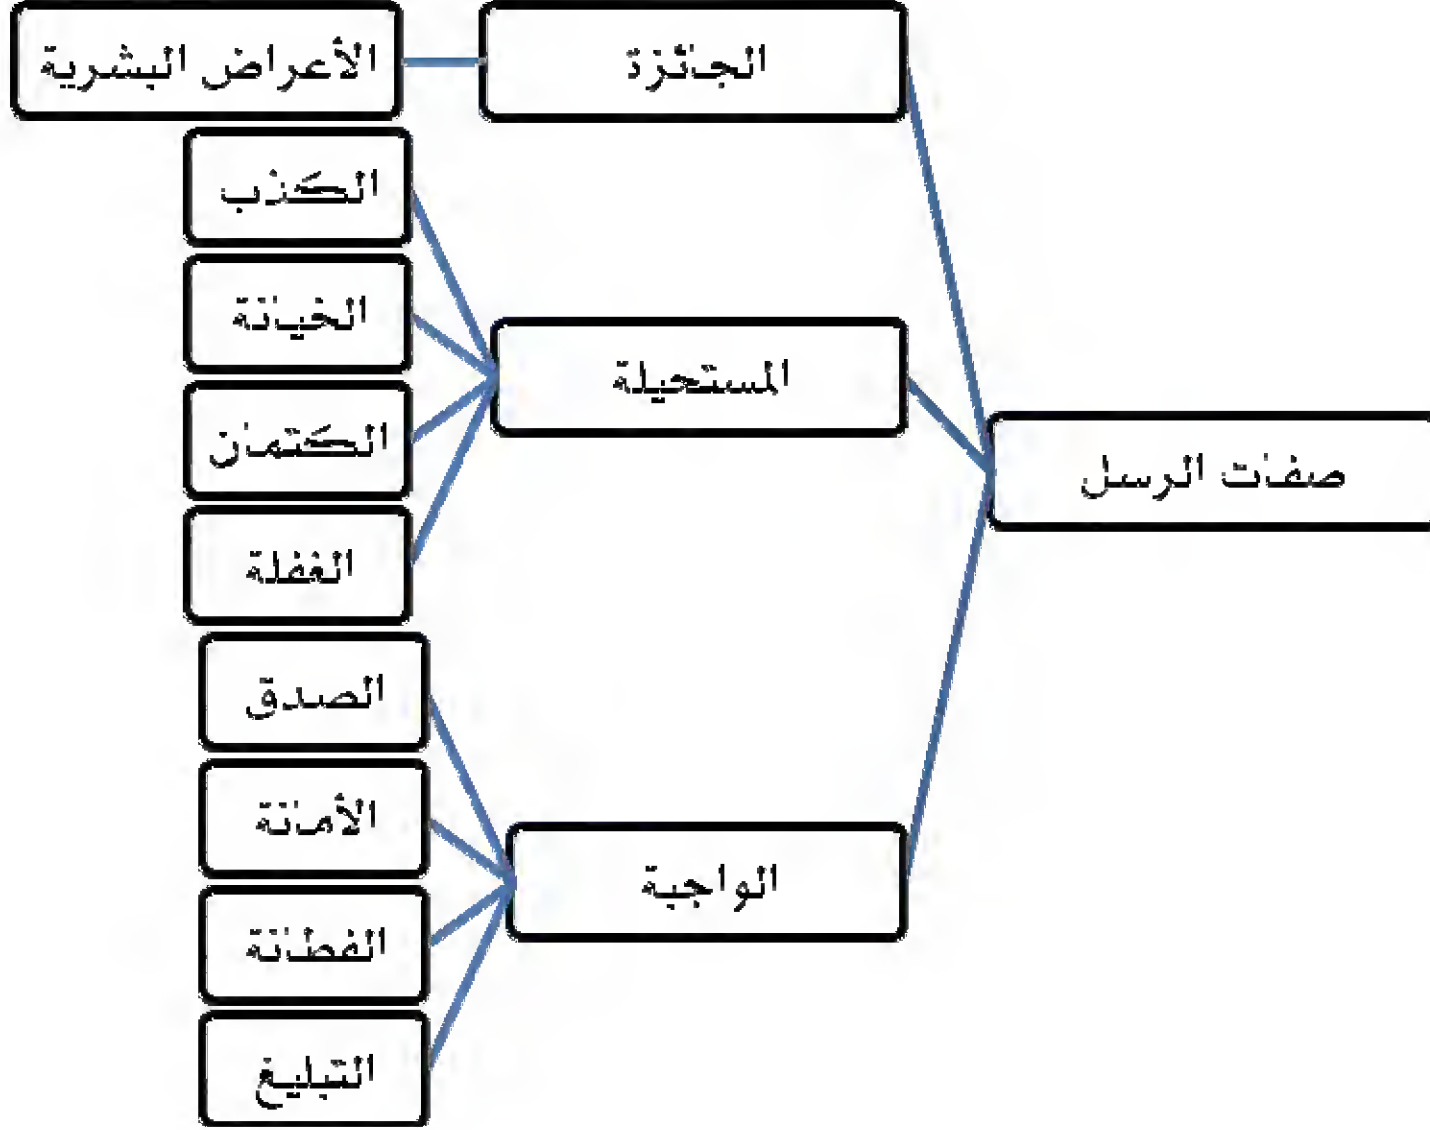 صفات الرسل
الجائزة
الأعراض البشرية
المستحيلة
الكذب
الخيانة
الكتمان
الغفلة
الواجبة
الصدق
الأمانة
الفطانة
التبليغ